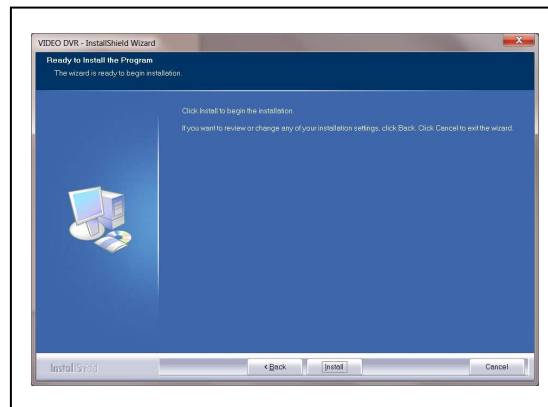 VIDEO DVR - InstallShield Wizard
Ready to Install the Program
The wizard is ready to begin installation.
Click Install to begin the installation.
If you want to review or change any of your installation settings, click Back. Click Cancel to exit the wizard.
InstallShield
< Back
Install
Cancel